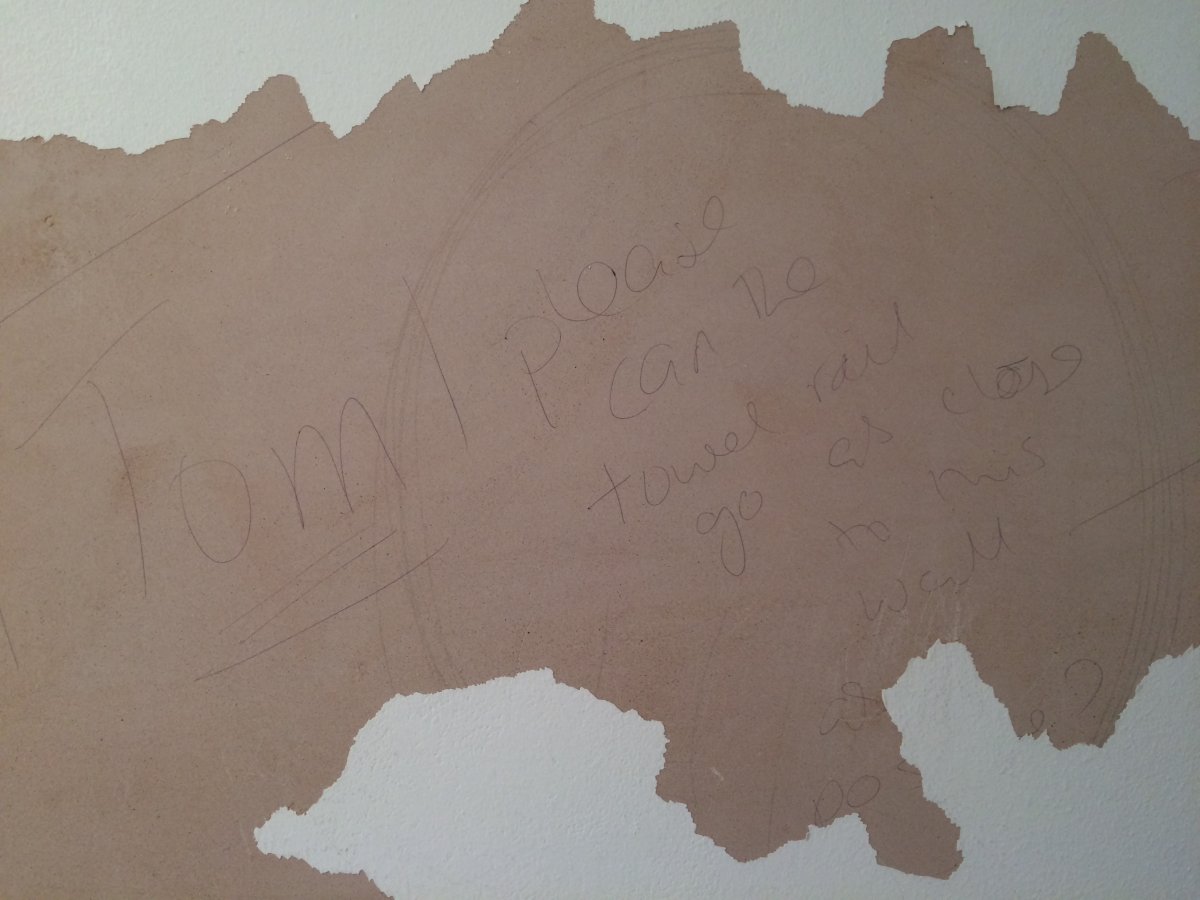 Tom | Please
can the
towel rail
go as close
to this
wall